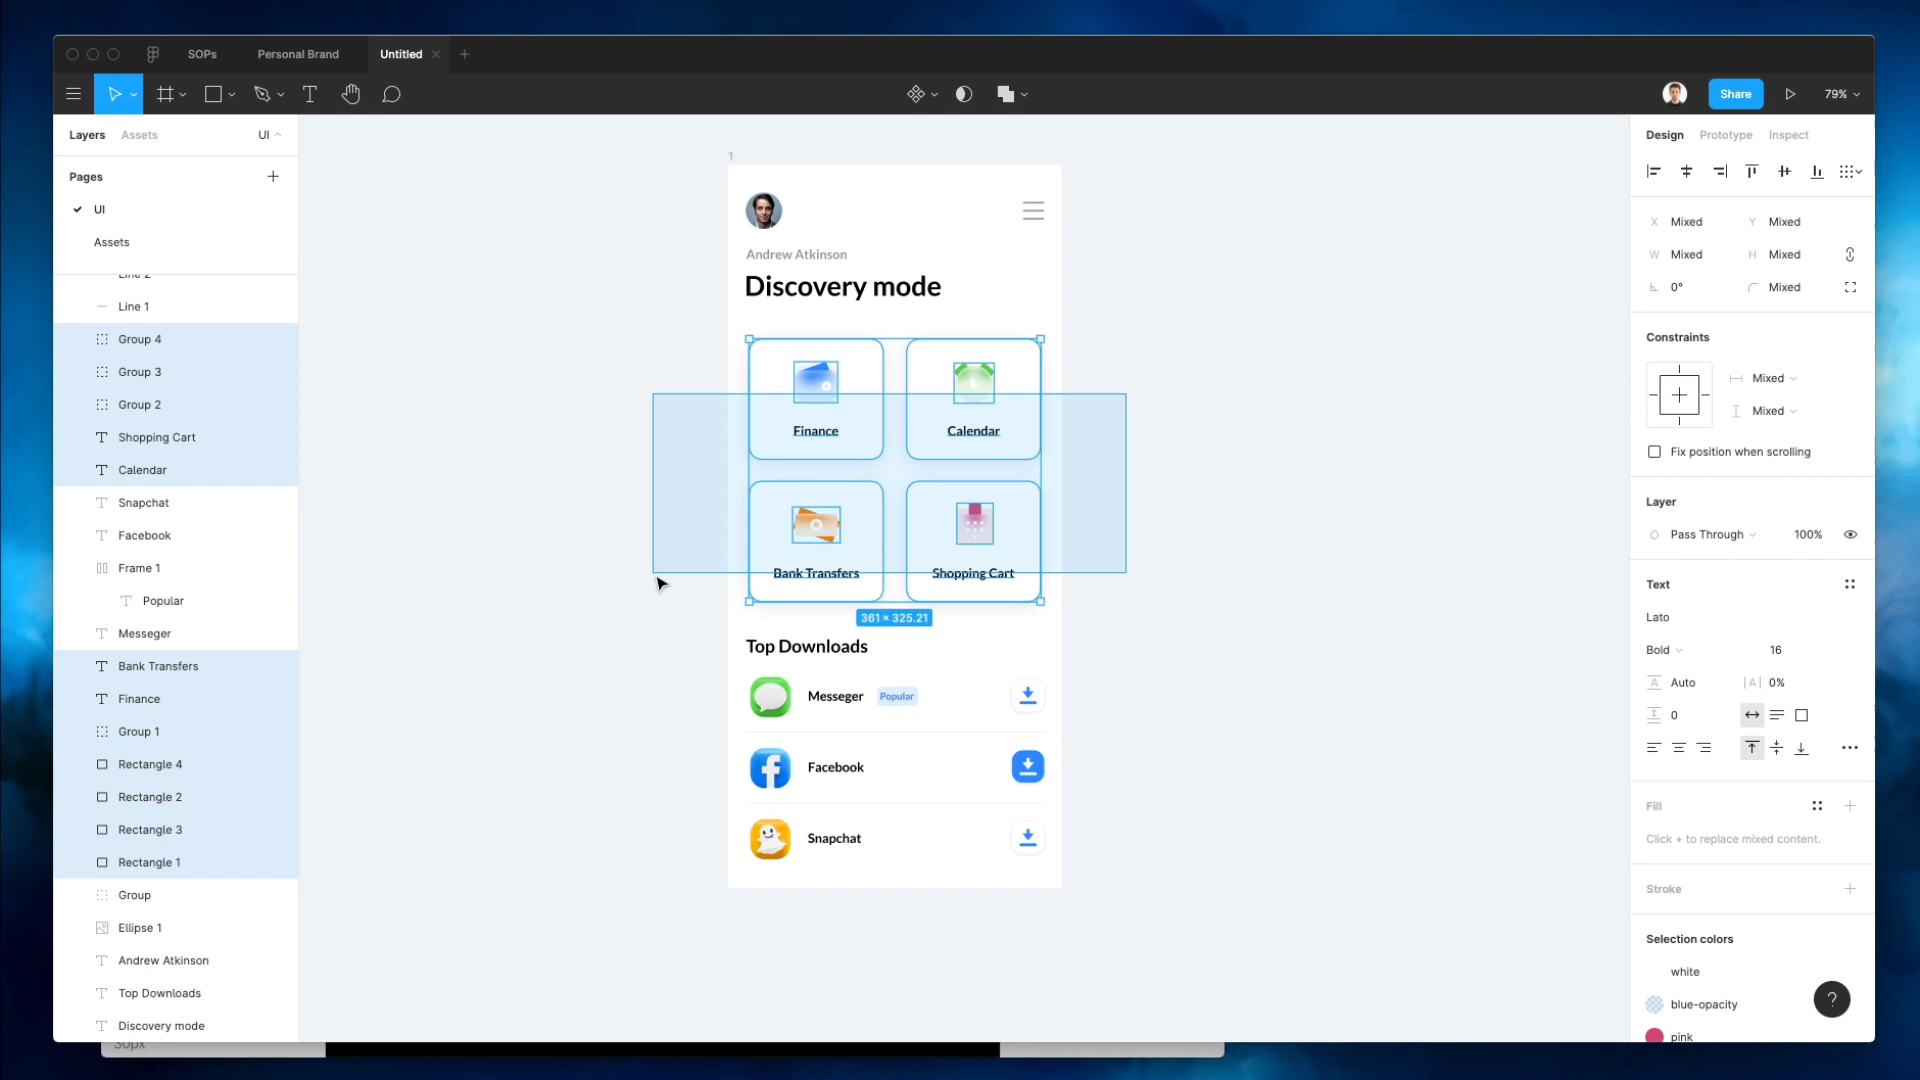 SOPs
Personal Brand
Untitled
Share
79%
Layers
Assets
UI
Pages
UI
Assets
Line 2
Line 1
Group 4
Group 3
Group 2
Shopping Cart
Calendar
Snapchat
Facebook
Frame 1
Popular
Messeger
Bank Transfers
Finance
Group 1
Rectangle 4
Rectangle 2
Rectangle 3
Rectangle 1
Group
Ellipse 1
Andrew Atkinson
Top Downloads
Discovery mode
30px
1
Andrew Atkinson
Discovery mode
Finance
Calendar
Bank Transfers
Shopping Cart
361 × 325.21
Top Downloads
Messeger
Popular
Facebook
Snapchat
Design
Prototype
Inspect
X Mixed
Y Mixed
W Mixed
H Mixed
0°
Mixed
Constraints
Mixed
Mixed
Fix position when scrolling
Layer
Pass Through
100%
Text
Lato
Bold
16
Auto
|A| 0%
0
Fill
Click + to replace mixed content.
Stroke
Selection colors
white
blue-opacity
pink
?